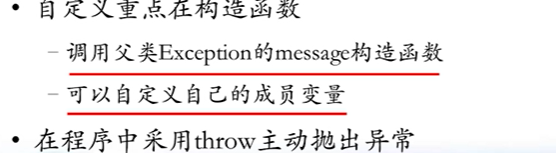 • 自定义重点在构造函数
– 调用父类Exception的message构造函数
– 可以自定义自己的成员变量
• 在程序中采用throw主动抛出异常